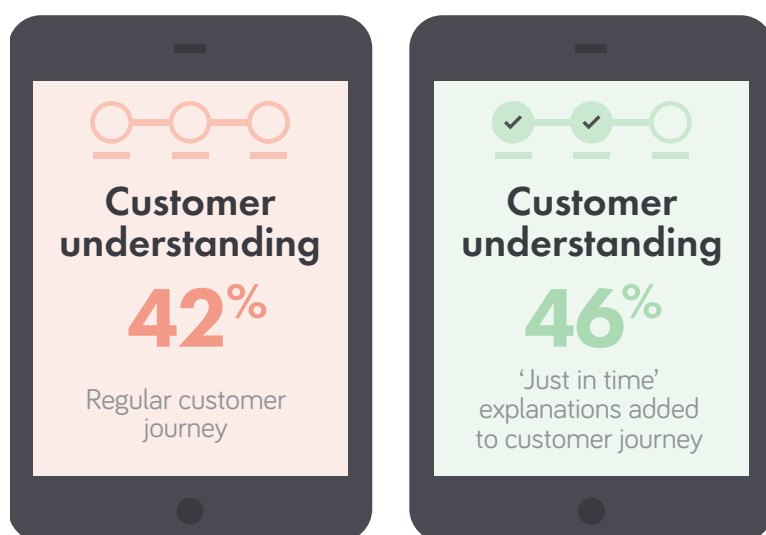 Customer
understanding
42%
Regular customer
journey
Customer
understanding
46%
‘Just in time’
explanations added
to customer journey